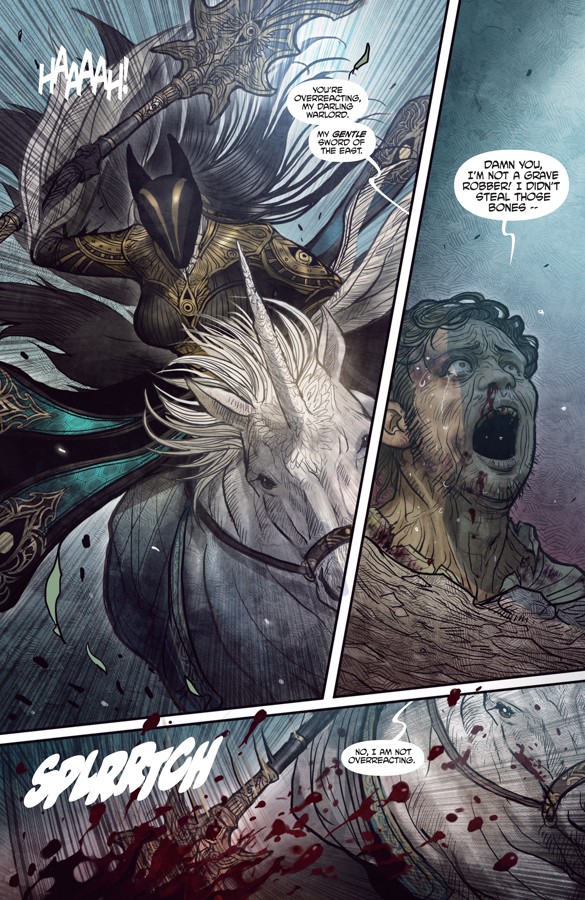 HAAAAH!
YOU'RE
OVERREACTING,
MY DARLING
WARLORD.
MY GENTLE
SWORD OF
THE EAST.
DAMN YOU,
I'M NOT A GRAVE
ROBBER! I DIDN'T
STEAL THOSE
BONES --
SPLRRTCH
NO, I AM NOT
OVERREACTING.